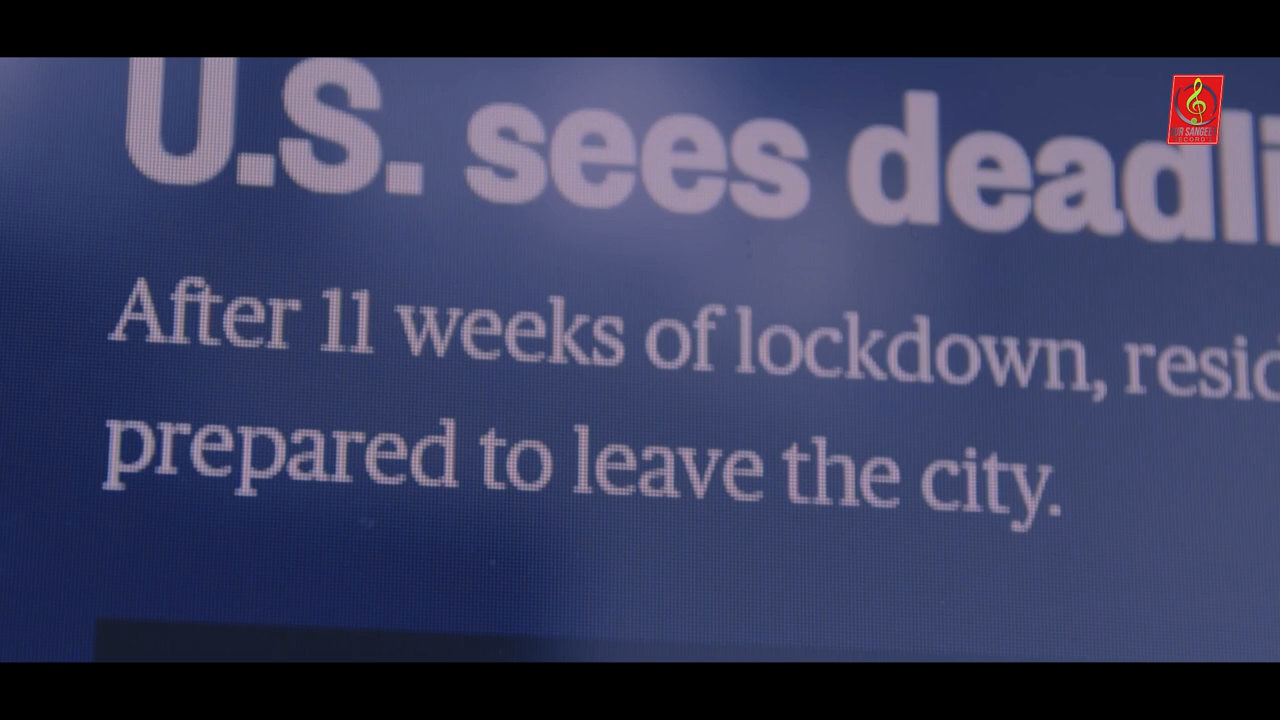 U.S. sees deadli
After 11 weeks of lockdown, resid
prepared to leave the city.